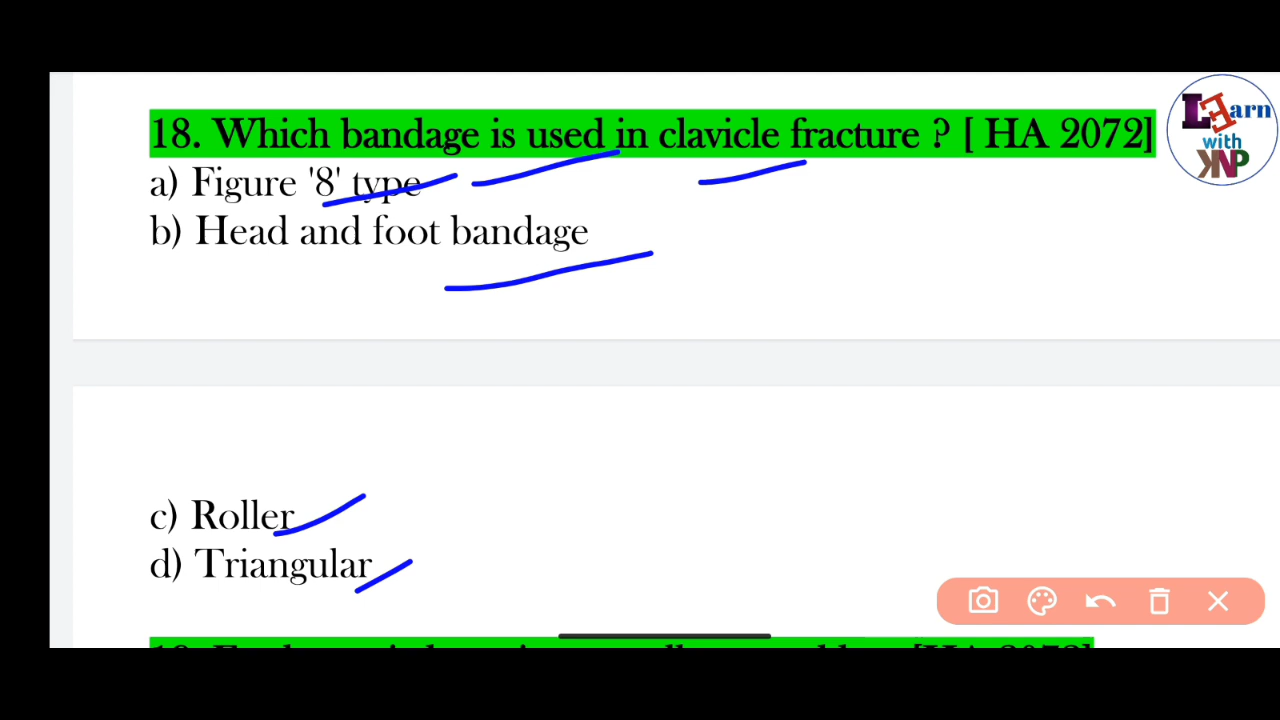 18. Which bandage is used in clavicle fracture ? [ HA 2072]
a) Figure '8' type
b) Head and foot bandage
c) Roller
d) Triangular
LEarn
with
KNP